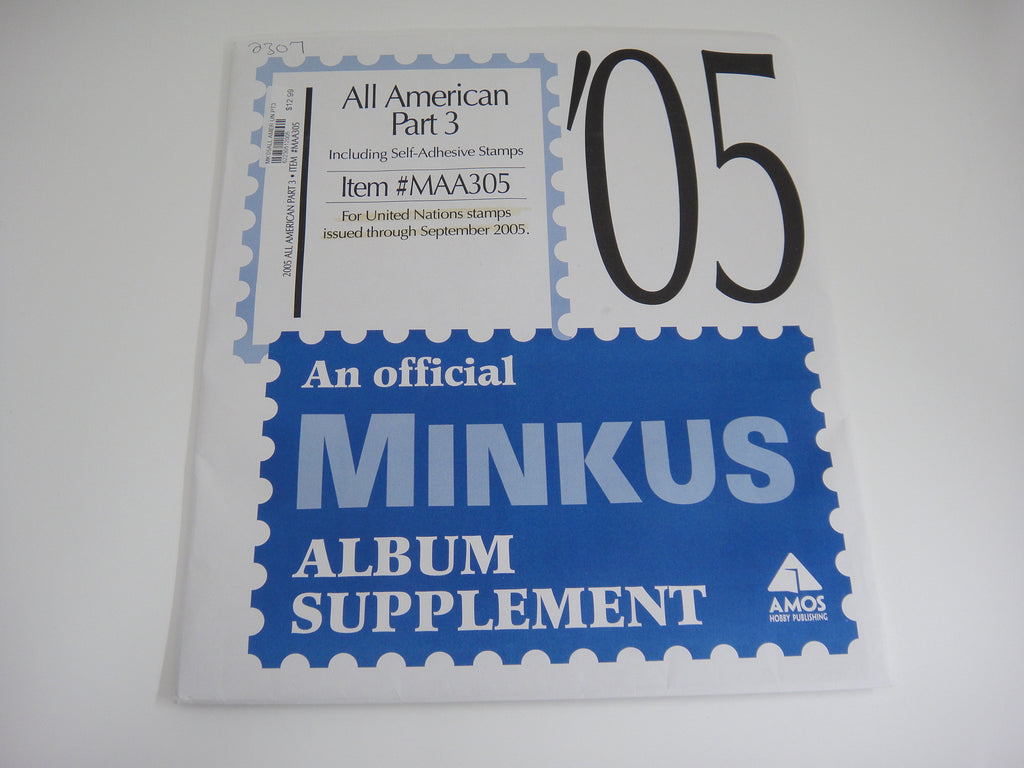 2307
'05
All American
Part 3
Including Self-Adhesive Stamps
Item #MAA305
For United Nations stamps
issued through September 2005.
$12.99
2005 ALL AMERICAN PART 3 • ITEM #MAA305
An official
MINKUS
ALBUM
SUPPLEMENT
AMOS
HOBBY PUBLISHING